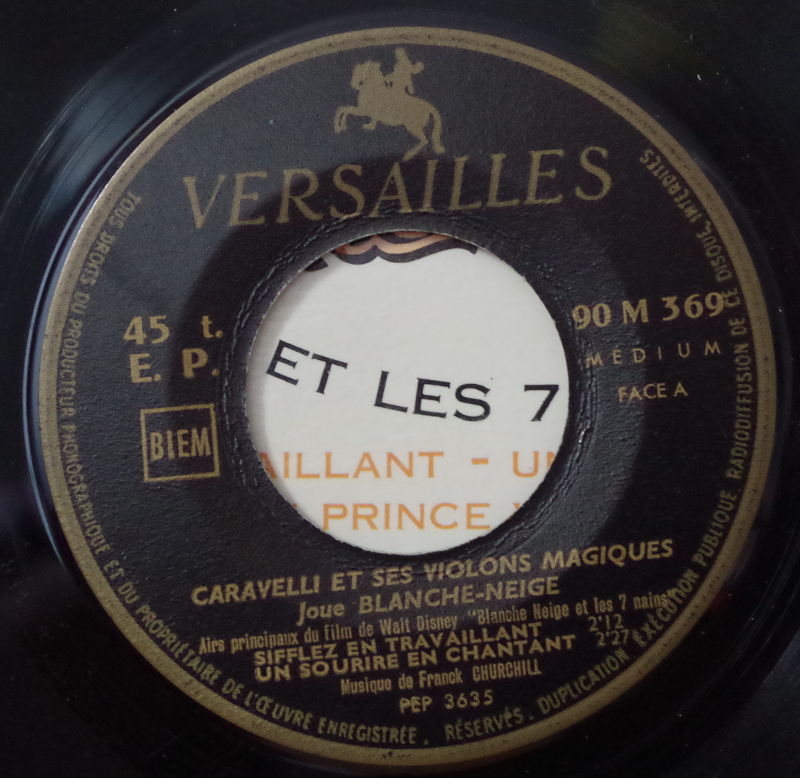 VERSAILLES
45 t.
E. P.
BIEM
90 M 369
MEDIUM
FACE A
ET LES 7
AILLANT - UN
PRINCE
CARAVELLI ET SES VIOLONS MAGIQUES
Joue BLANCHE-NEIGE
Airs principaux du film de Walt Disney "Blanche Neige et les 7 nains"
SIFFLEZ EN TRAVAILLANT 2'12
UN SOURIRE EN CHANTANT 2'27
Musique de Franck CHURCHILL
PEP 3635
TOUS DROITS DU PRODUCTEUR PHONOGRAPHIQUE ET DU PROPRIÉTAIRE DE L'ŒUVRE ENREGISTRÉE. RÉSERVÉS. DUPLICATION EXÉCUTION PUBLIQUE RADIODIFFUSION DE CE DISQUE, INTERDITES